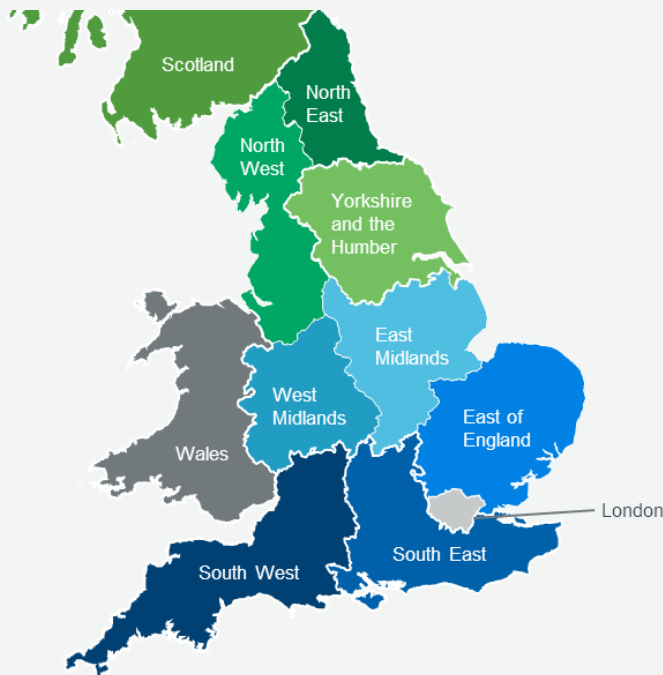 Scotland
North
East
North
West
Yorkshire
and the
Humber
East
Midlands
West
Midlands
East of
England
Wales
London
South East
South West